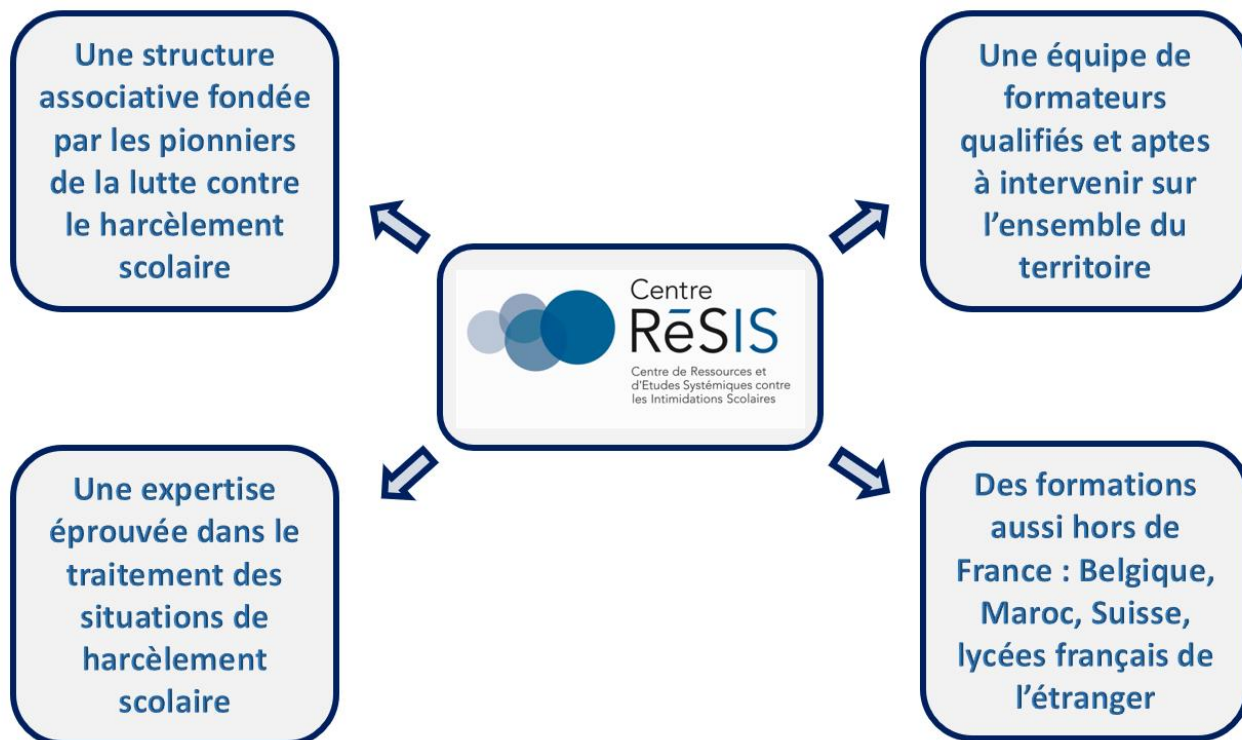 Une structure
associative fondée
par les pionniers
de la lutte contre
le harcèlement
scolaire
Une équipe de
formateurs
qualifiés et aptes
à intervenir sur
l’ensemble du
territoire
Centre
RēSIS
Centre de Ressources et
d'Etudes Systémiques contre
les Intimidations Scolaires
Une expertise
éprouvée dans le
traitement des
situations de
harcèlement
scolaire
Des formations
aussi hors de
France : Belgique,
Maroc, Suisse,
lycées français de
l’étranger